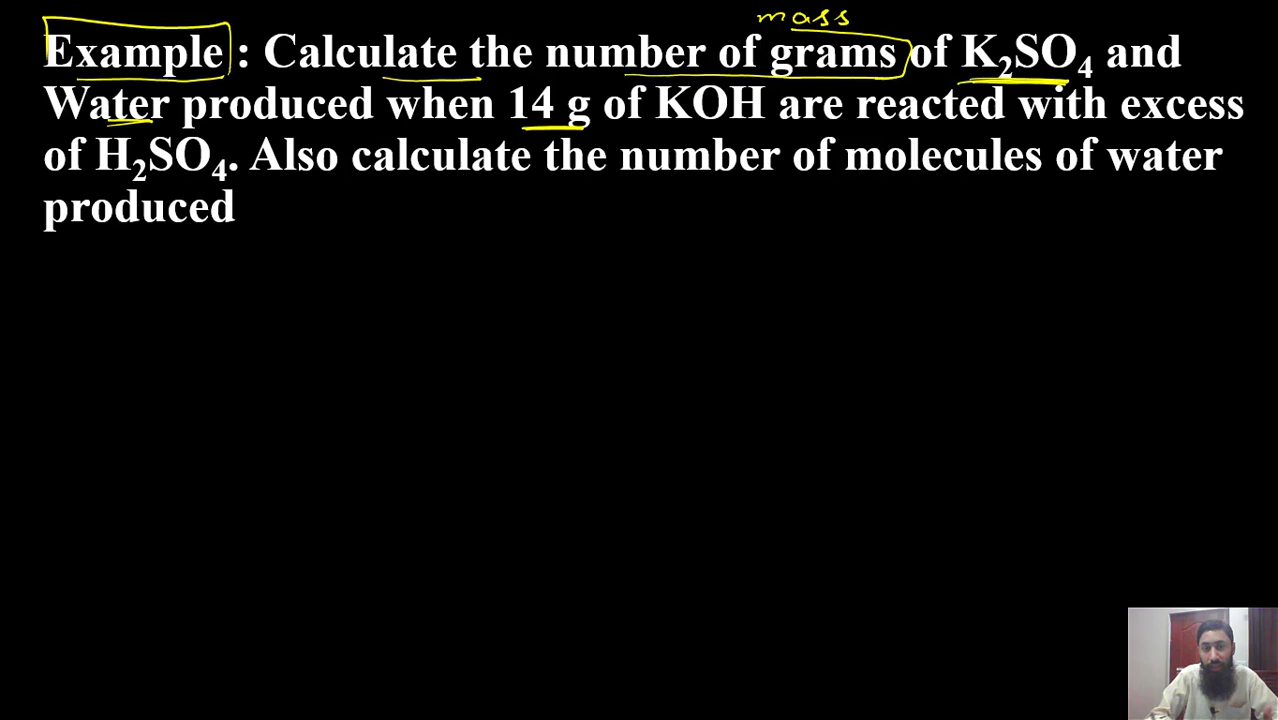 mass
Example : Calculate the number of grams of K₂SO₄ and
Water produced when 14 g of KOH are reacted with excess
of H₂SO₄. Also calculate the number of molecules of water
produced